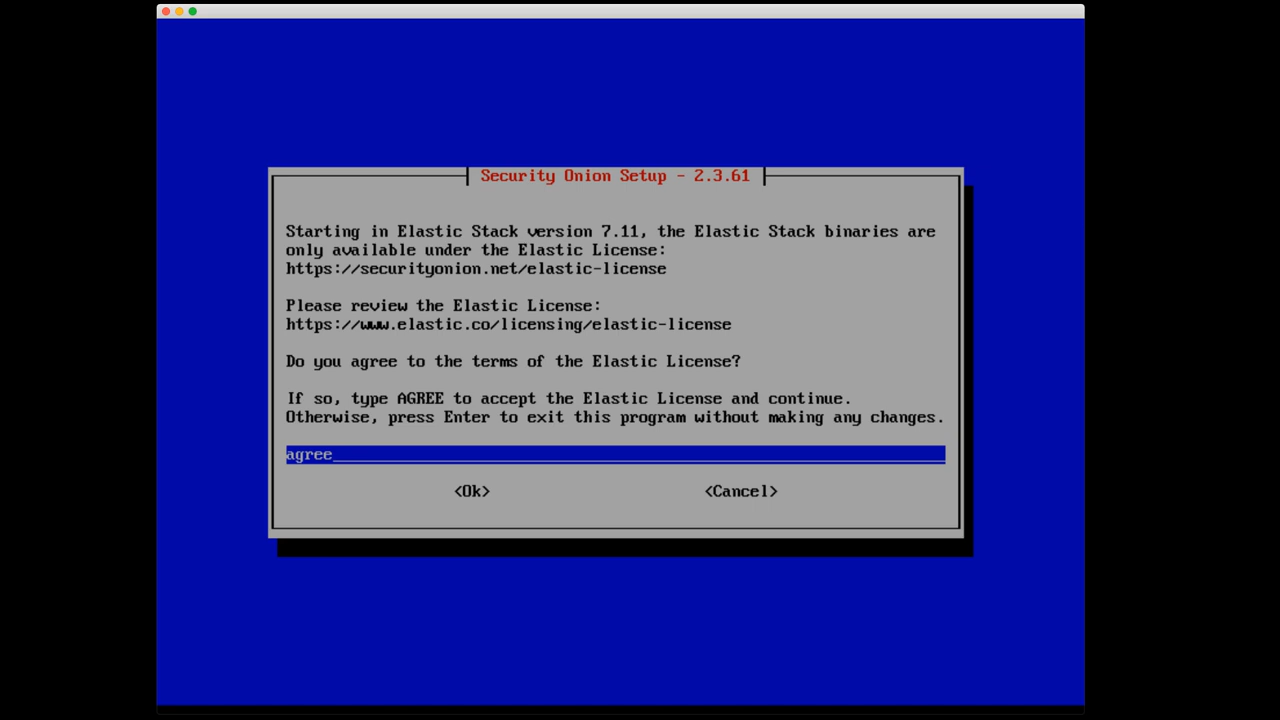 Security Onion Setup - 2.3.61
Starting in Elastic Stack version 7.11, the Elastic Stack binaries are
only available under the Elastic License:
https://securityonion.net/elastic-license
Please review the Elastic License:
https://www.elastic.co/licensing/elastic-license
Do you agree to the terms of the Elastic License?
If so, type AGREE to accept the Elastic License and continue.
Otherwise, press Enter to exit this program without making any changes.
agree
<Ok> <Cancel>